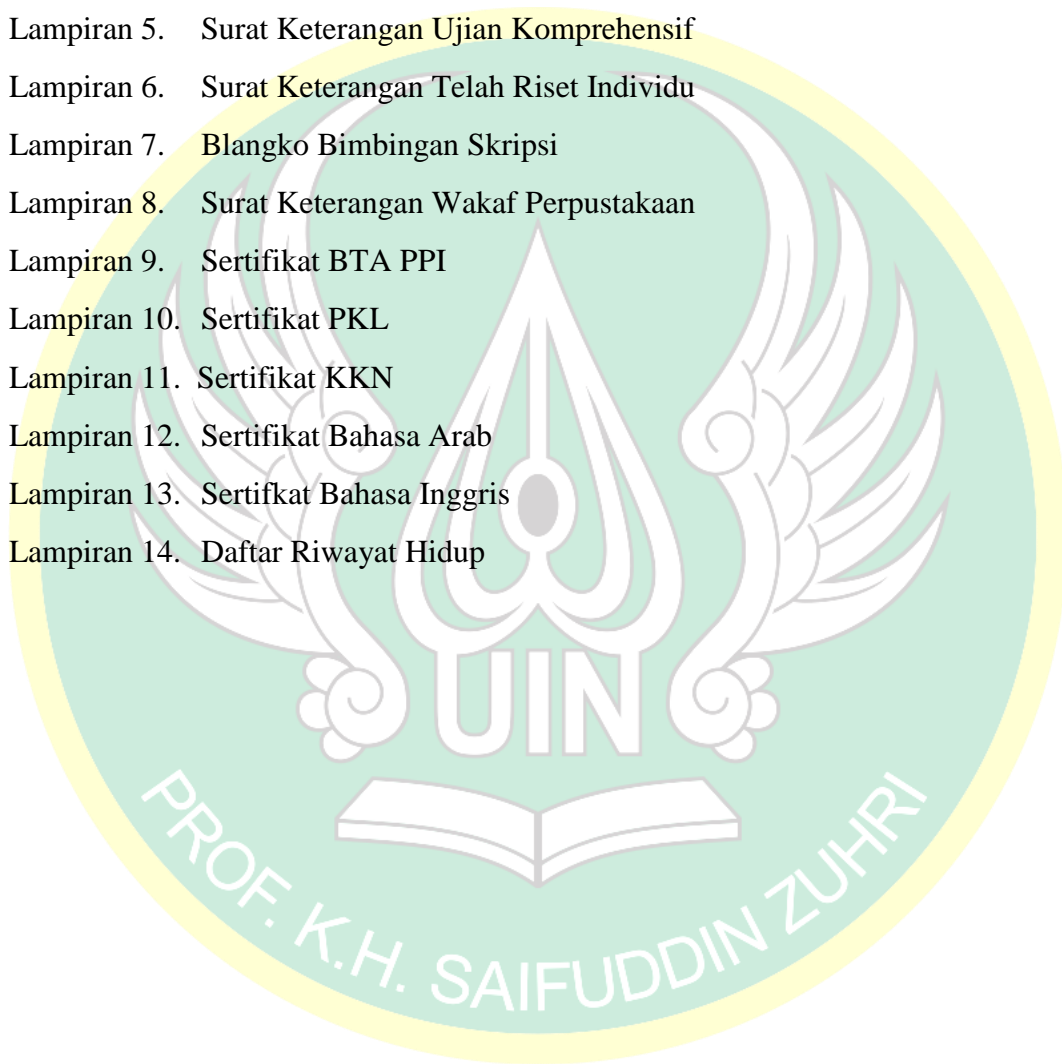 Lampiran 5. Surat Keterangan Ujian Komprehensif
Lampiran 6. Surat Keterangan Telah Riset Individu
Lampiran 7. Blangko Bimbingan Skripsi
Lampiran 8. Surat Keterangan Wakaf Perpustakaan
Lampiran 9. Sertifikat BTA PPI
Lampiran 10. Sertifikat PKL
Lampiran 11. Sertifikat KKN
Lampiran 12. Sertifikat Bahasa Arab
Lampiran 13. Sertifkat Bahasa Inggris
Lampiran 14. Daftar Riwayat Hidup
UIN
PROF. K.H. SAIFUDDIN ZUHRI